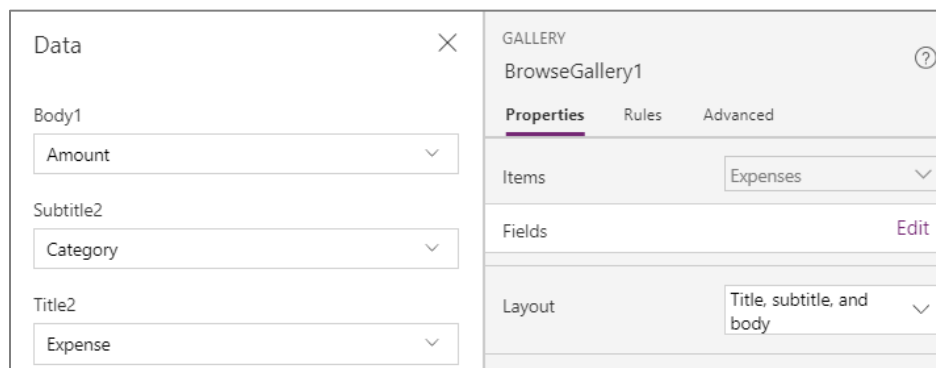 Data
Body1
Amount
Subtitle2
Category
Title2
Expense
GALLERY
BrowseGallery1
?
Properties Rules Advanced
Items Expenses
Fields Edit
Layout Title, subtitle, and
body